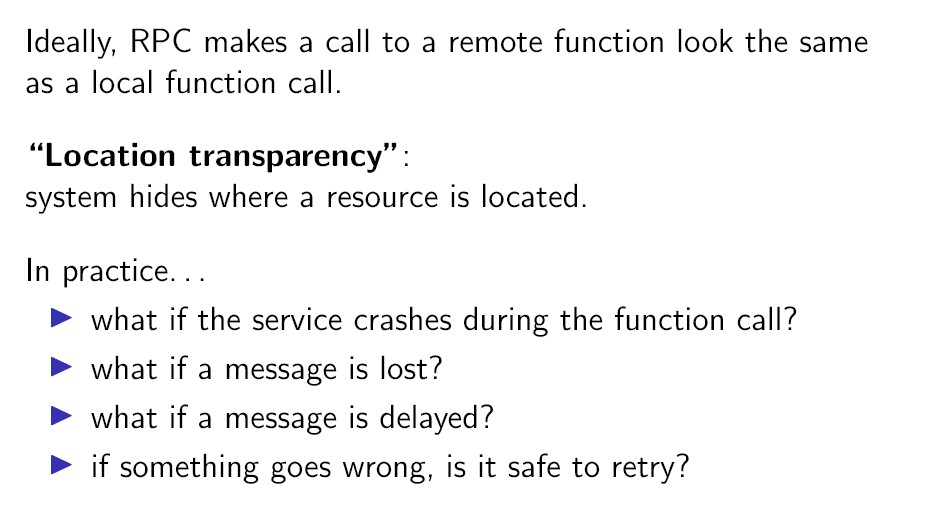 Ideally, RPC makes a call to a remote function look the same
as a local function call.
“Location transparency”:
system hides where a resource is located.
In practice. . .
▶ what if the service crashes during the function call?
▶ what if a message is lost?
▶ what if a message is delayed?
▶ if something goes wrong, is it safe to retry?